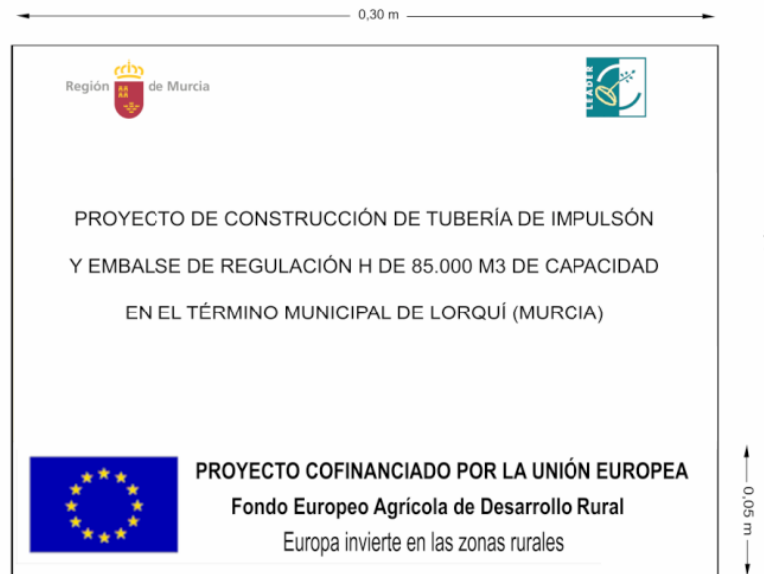 0,30 m
Región de Murcia
LEADER
PROYECTO DE CONSTRUCCIÓN DE TUBERÍA DE IMPULSÓN
Y EMBALSE DE REGULACIÓN H DE 85.000 M3 DE CAPACIDAD
EN EL TÉRMINO MUNICIPAL DE LORQUÍ (MURCIA)
PROYECTO COFINANCIADO POR LA UNIÓN EUROPEA
Fondo Europeo Agrícola de Desarrollo Rural
Europa invierte en las zonas rurales
0,05 m